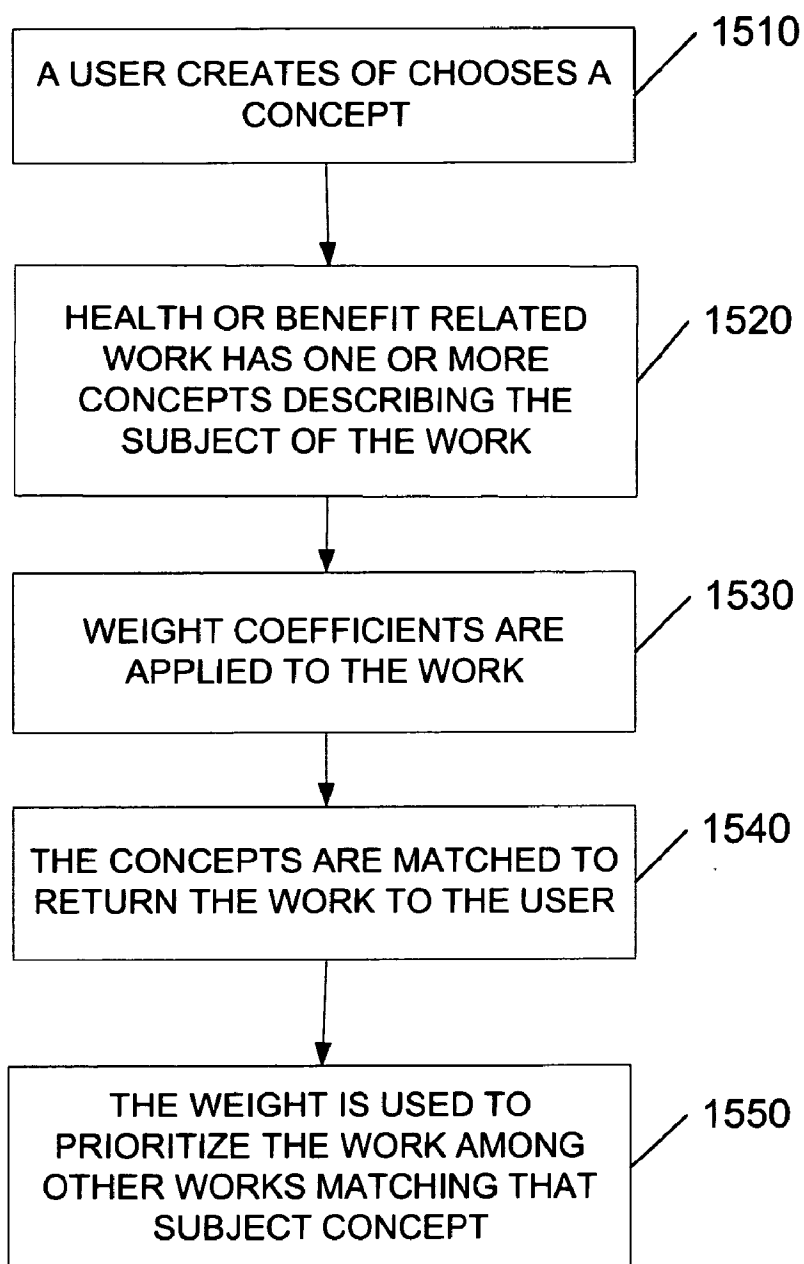 1510
A USER CREATES OF CHOOSES A
CONCEPT
1520
HEALTH OR BENEFIT RELATED
WORK HAS ONE OR MORE
CONCEPTS DESCRIBING THE
SUBJECT OF THE WORK
1530
WEIGHT COEFFICIENTS ARE
APPLIED TO THE WORK
1540
THE CONCEPTS ARE MATCHED TO
RETURN THE WORK TO THE USER
1550
THE WEIGHT IS USED TO
PRIORITIZE THE WORK AMONG
OTHER WORKS MATCHING THAT
SUBJECT CONCEPT